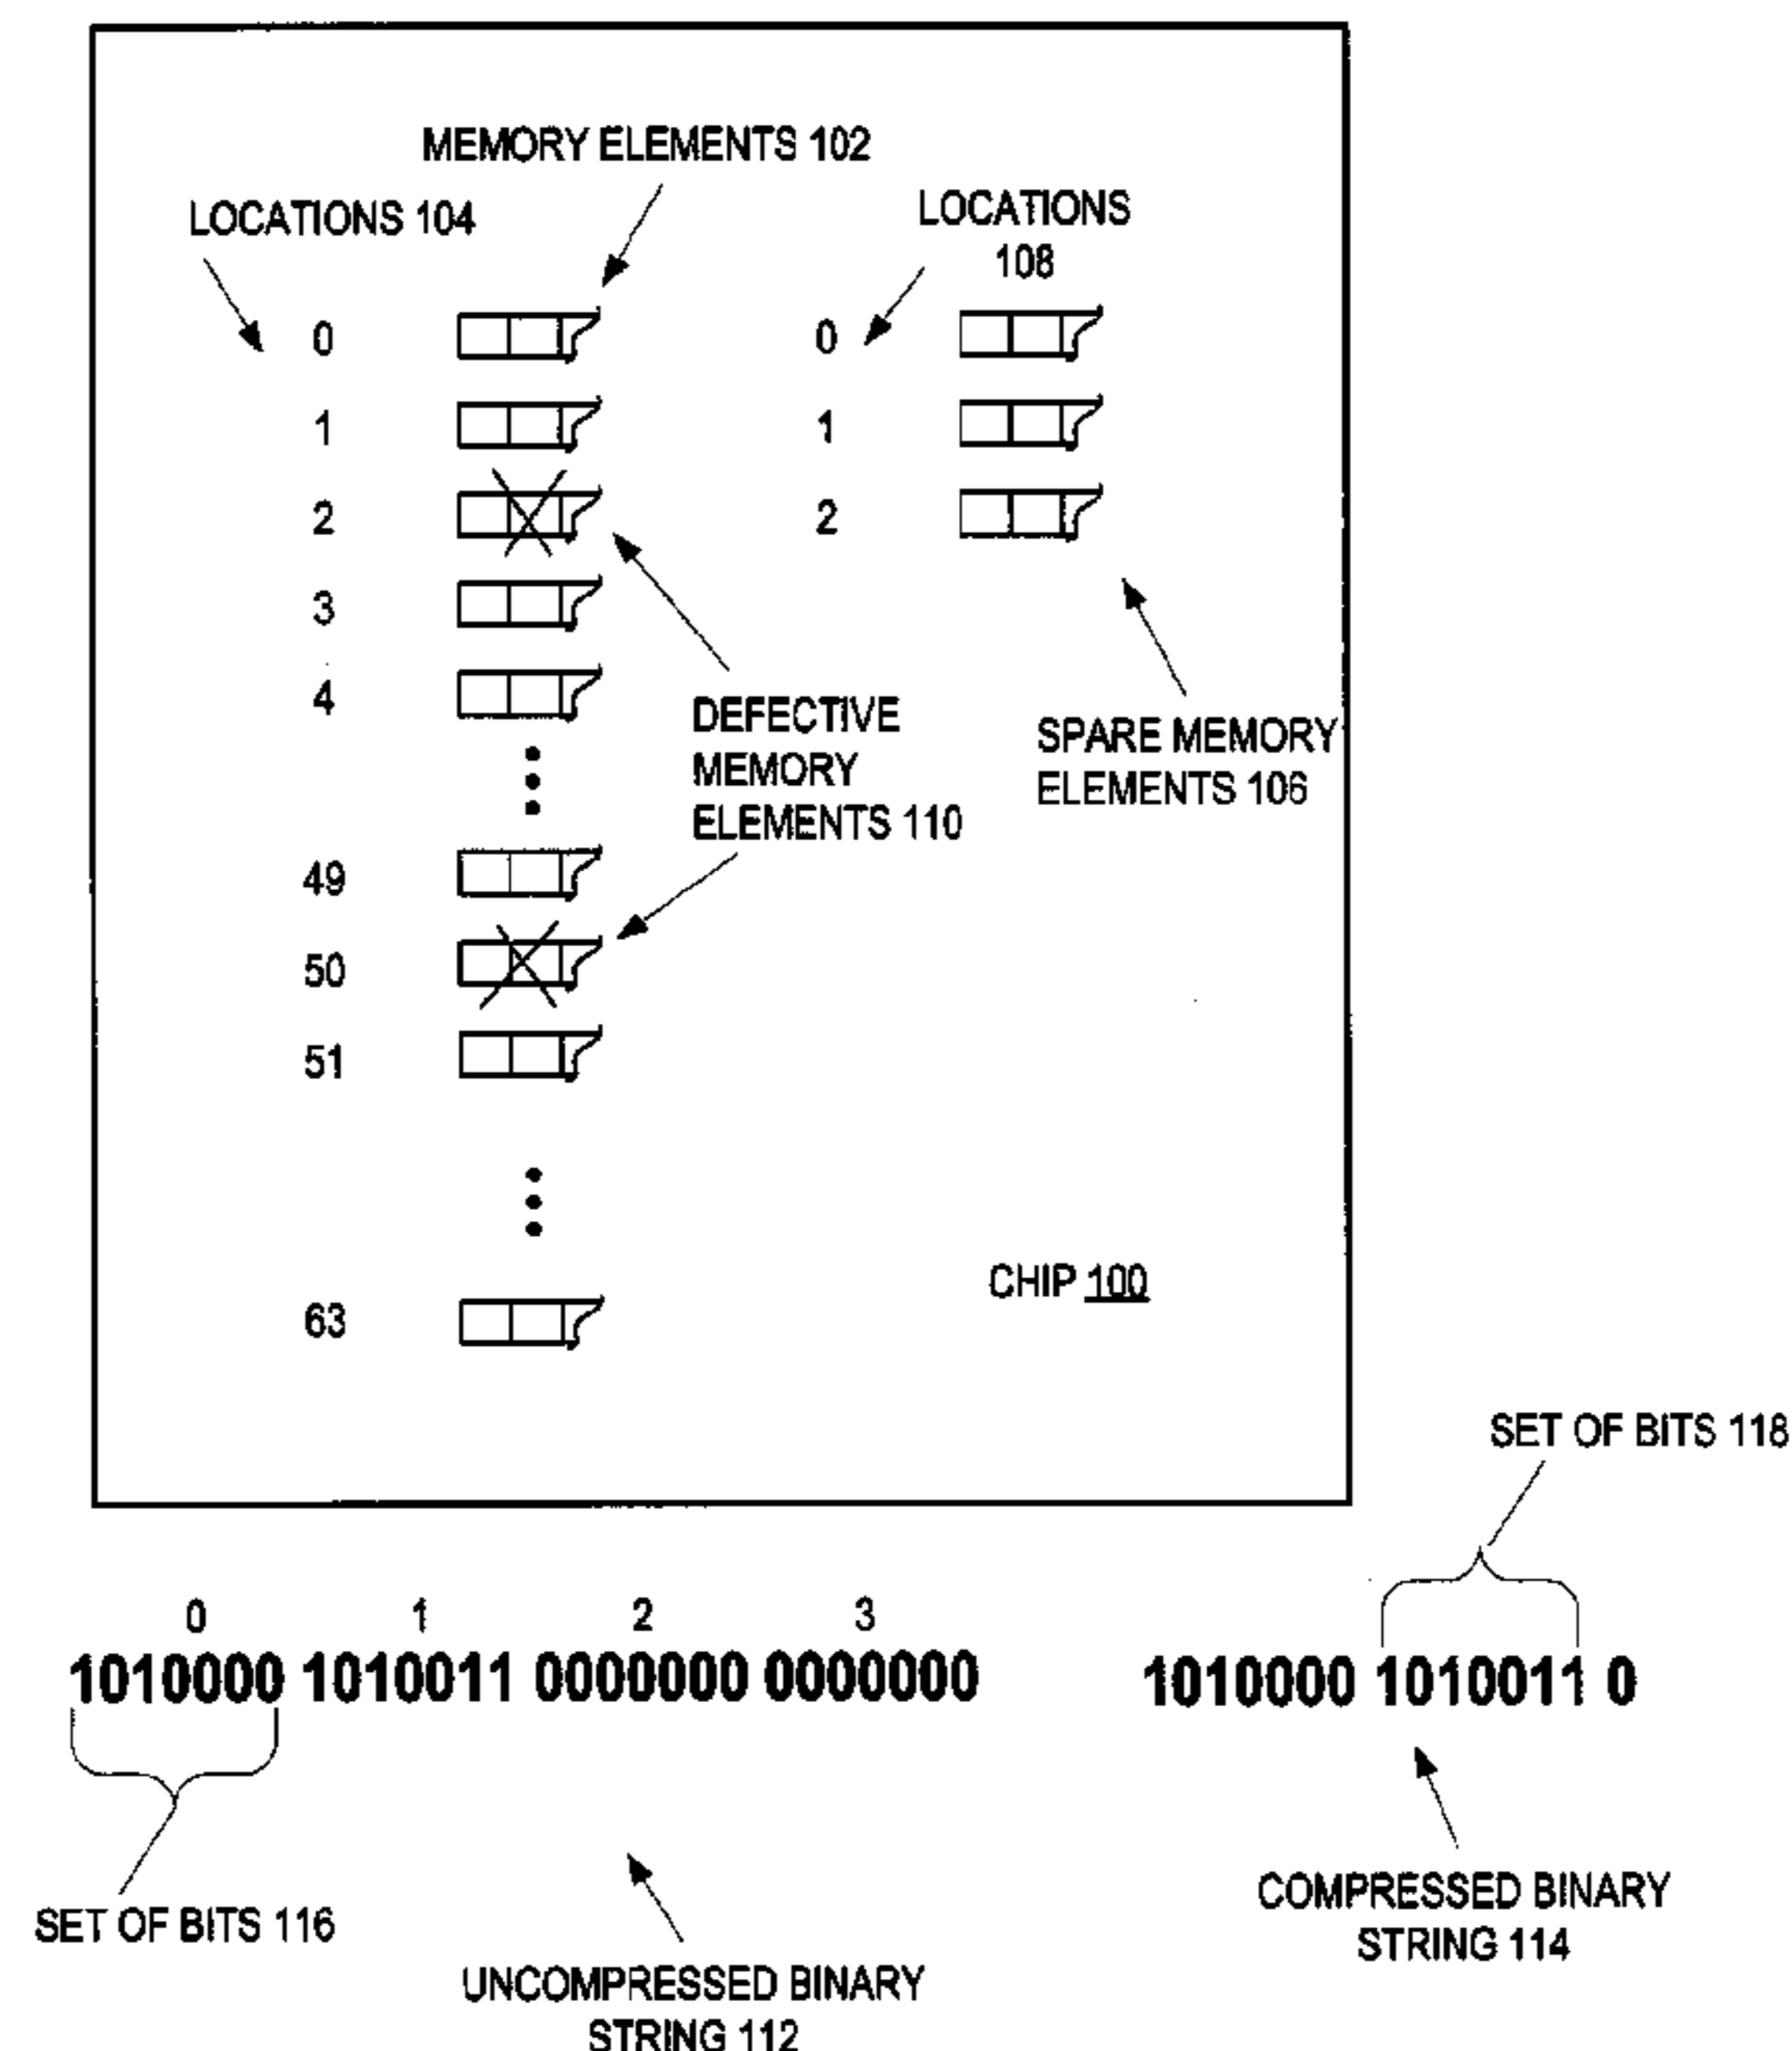 MEMORY ELEMENTS 102
LOCATIONS 104
LOCATIONS
108
0
0
1
1
2
2
3
4
DEFECTIVE
MEMORY
ELEMENTS 110
SPARE MEMORY
ELEMENTS 106
49
50
51
CHIP 100
63
SET OF BITS 118
0 1 2 3
1010000 1010011 0000000 0000000
1010000 1010011 0
SET OF BITS 116
UNCOMPRESSED BINARY
STRING 112
COMPRESSED BINARY
STRING 114